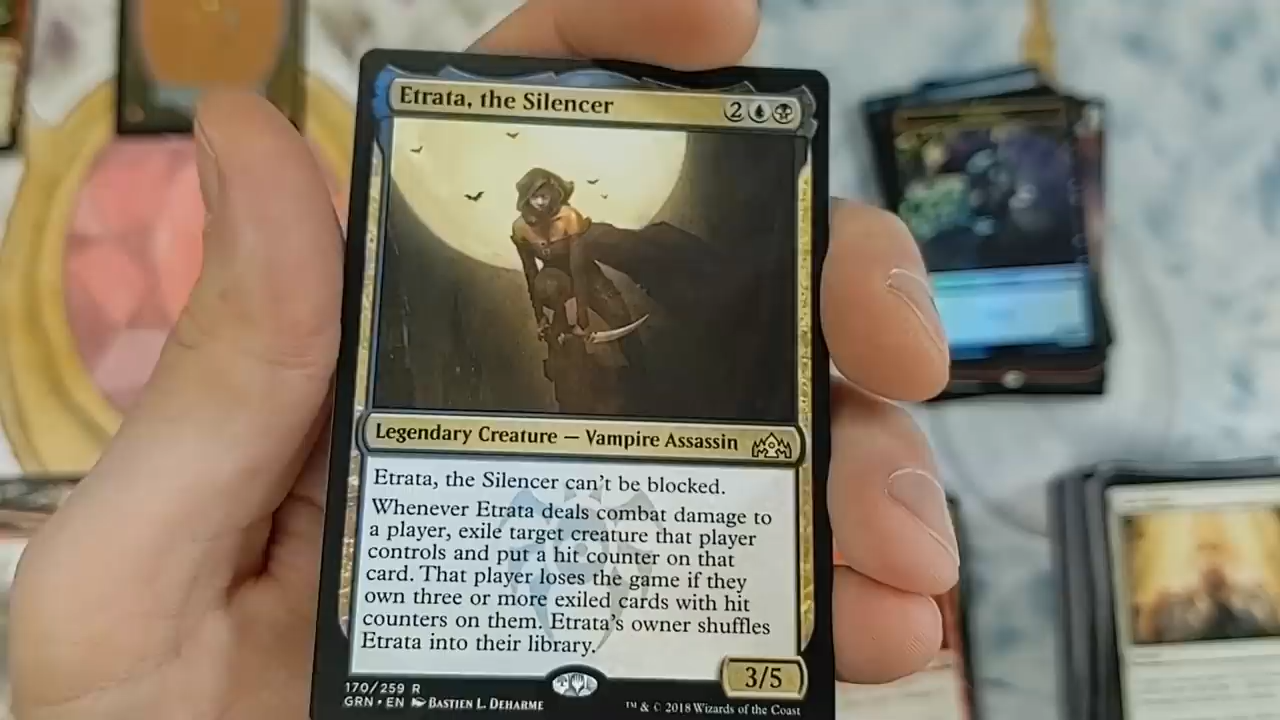 Etrata, the Silencer 2
Legendary Creature — Vampire Assassin
Etrata, the Silencer can't be blocked.
Whenever Etrata deals combat damage to
a player, exile target creature that player
controls and put a hit counter on that
card. That player loses the game if they
own three or more exiled cards with hit
counters on them. Etrata's owner shuffles
Etrata into their library.
3/5
170/259 R
GRN • EN BASTIEN L. DEHARME
™ & © 2018 Wizards of the Coast